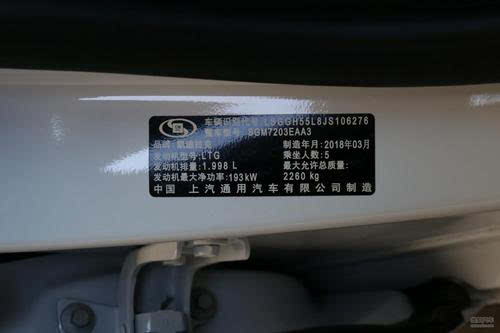 车辆识别代号 LSGGH55L8JS106276
整车型号 SGM7203EAA3
品牌：凯迪拉克 制造年月：2018年03月
发动机型号：LTG 乘坐人数：5
发动机排量：1.998 L 最大允许总质量：
发动机最大净功率：193kW 2260 kg
中国 上汽通用汽车有限公司制造